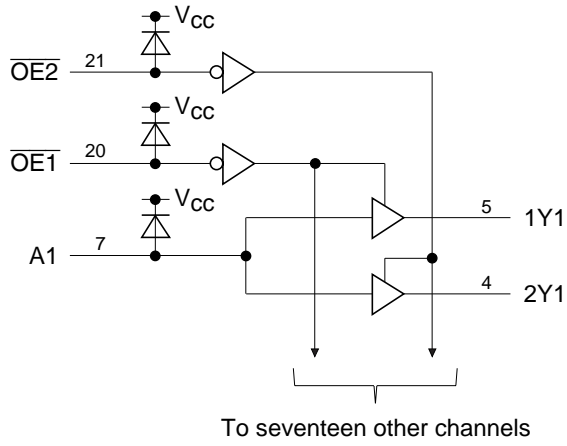 VCC
OE2 21
VCC
OE1 20
VCC
5 1Y1
A1 7
4 2Y1
To seventeen other channels